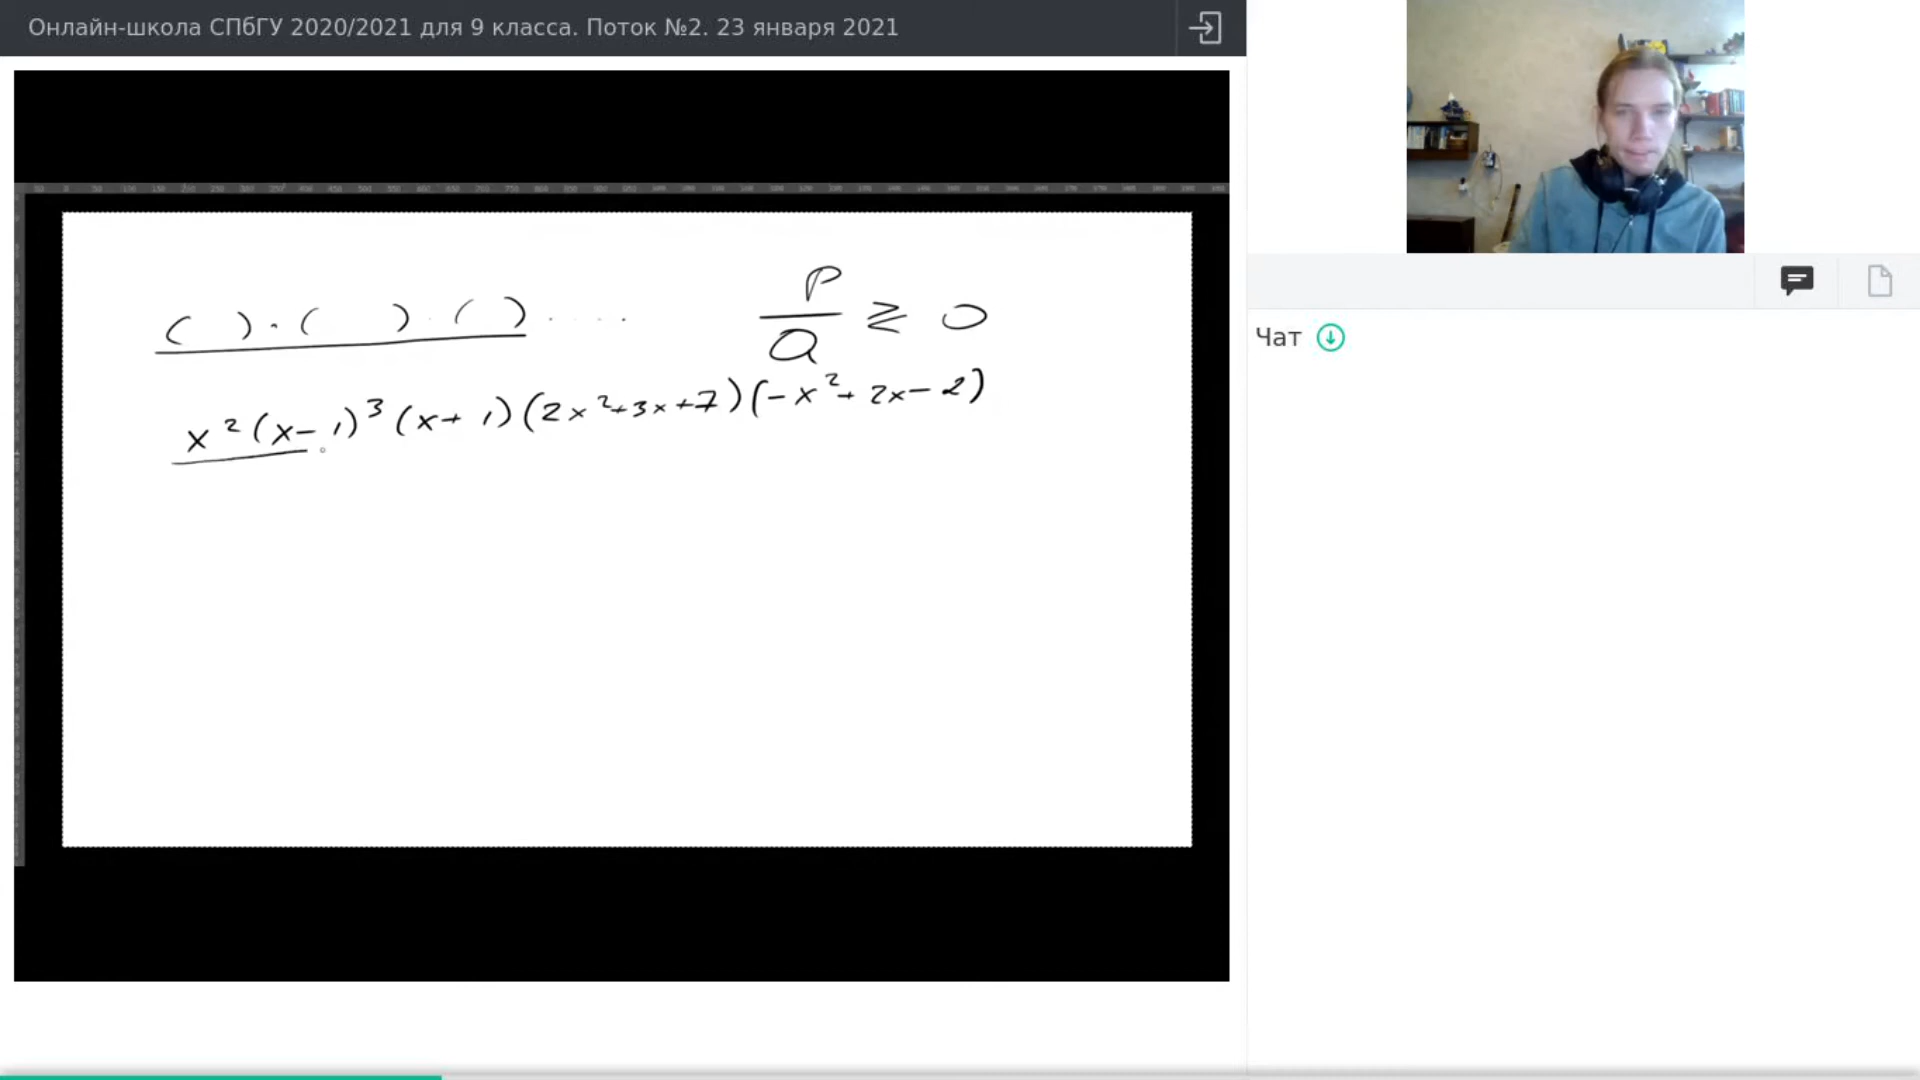 Онлайн-школа СПбГУ 2020/2021 для 9 класса. Поток №2. 23 января 2021
( ) · ( ) · ( ) · · · ·
P
— ≷ 0
Q
x²(x-1)³(x+1)(2x²+3x+7)(-x²+2x-2)
Чат